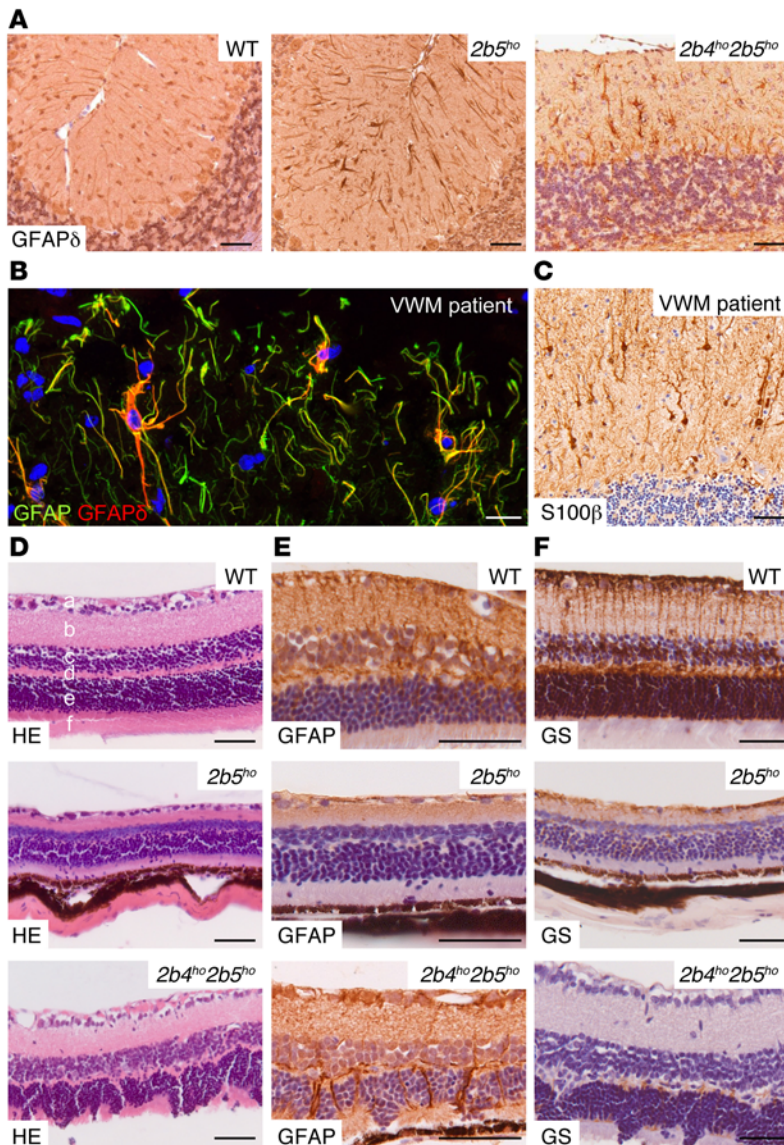 A
WT
2b5ho
2b4ho2b5ho
GFAPδ
B
VWM patient
GFAP GFAPδ
C
VWM patient
S100β
D
WT
a
b
c
d
e
f
HE
E
WT
GFAP
F
WT
GS
2b5ho
HE
2b5ho
GFAP
2b5ho
GS
2b4ho2b5ho
HE
2b4ho2b5ho
GFAP
2b4ho2b5ho
GS